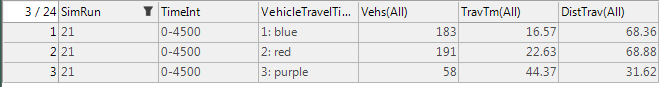 3 / 24 SimRun TimeInt VehicleTravelTi... Vehs(All) TravTm(All) DistTrav(All)
1 21 0-4500 1: blue 183 16.57 68.36
2 21 0-4500 2: red 191 22.63 68.88
3 21 0-4500 3: purple 58 44.37 31.62